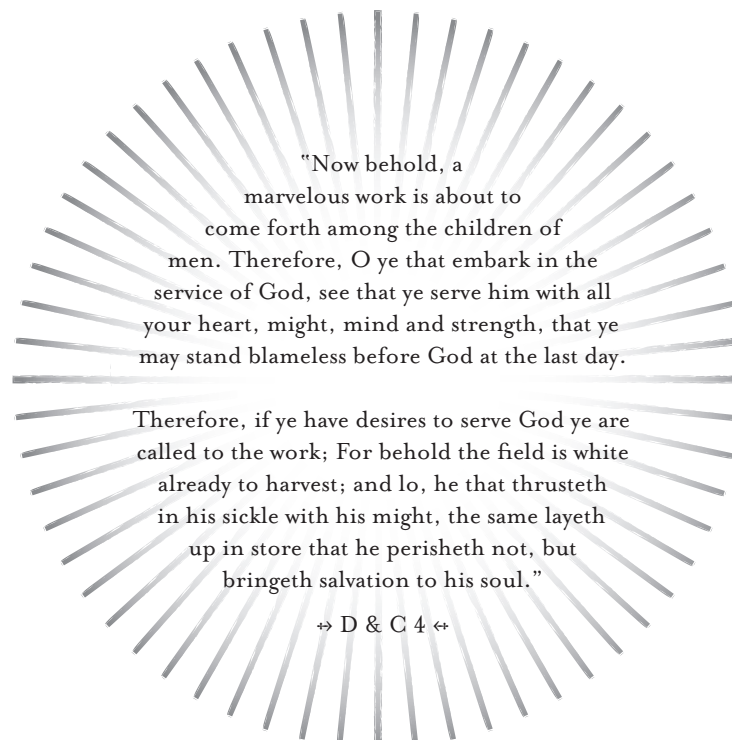 “Now behold, a
marvelous work is about to
come forth among the children of
men. Therefore, O ye that embark in the
service of God, see that ye serve him with all
your heart, might, mind and strength, that ye
may stand blameless before God at the last day.
Therefore, if ye have desires to serve God ye are
called to the work; For behold the field is white
already to harvest; and lo, he that thrusteth
in his sickle with his might, the same layeth
up in store that he perisheth not, but
bringeth salvation to his soul.”
D & C 4